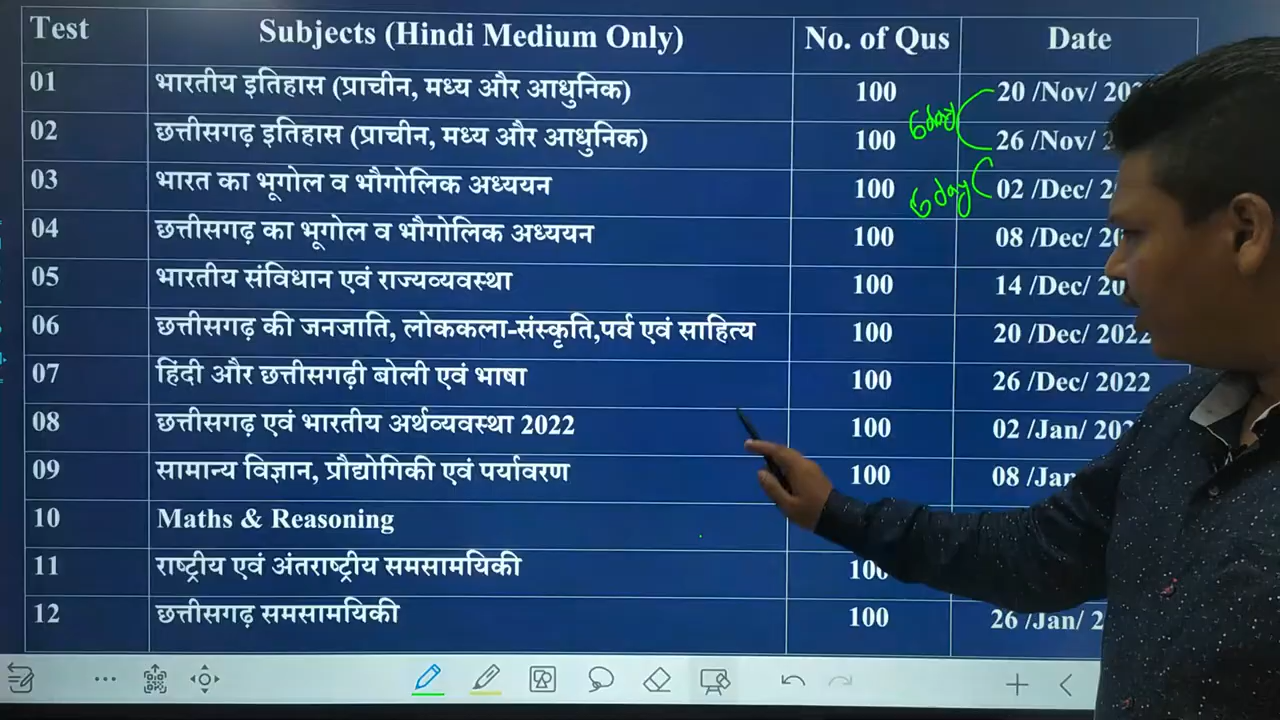 Test Subjects (Hindi Medium Only) No. of Qus Date
01 भारतीय इतिहास (प्राचीन, मध्य और आधुनिक) 100 20 /Nov/
6day
02 छत्तीसगढ़ इतिहास (प्राचीन, मध्य और आधुनिक) 100 26 /Nov/
6day
03 भारत का भूगोल व भौगोलिक अध्ययन 100 02 /Dec/
04 छत्तीसगढ़ का भूगोल व भौगोलिक अध्ययन 100 08 /Dec/
05 भारतीय संविधान एवं राज्यव्यवस्था 100 14 /Dec/
06 छत्तीसगढ़ की जनजाति, लोककला-संस्कृति,पर्व एवं साहित्य 100 20 /Dec/ 2022
07 हिंदी और छत्तीसगढ़ी बोली एवं भाषा 100 26 /Dec/ 2022
08 छत्तीसगढ़ एवं भारतीय अर्थव्यवस्था 2022 100 02 /Jan/
09 सामान्य विज्ञान, प्रौद्योगिकी एवं पर्यावरण 100 08 /Jan
10 Maths & Reasoning
11 राष्ट्रीय एवं अंतराष्ट्रीय समसामयिकी 100
12 छत्तीसगढ़ समसामयिकी 100 26 /Jan/